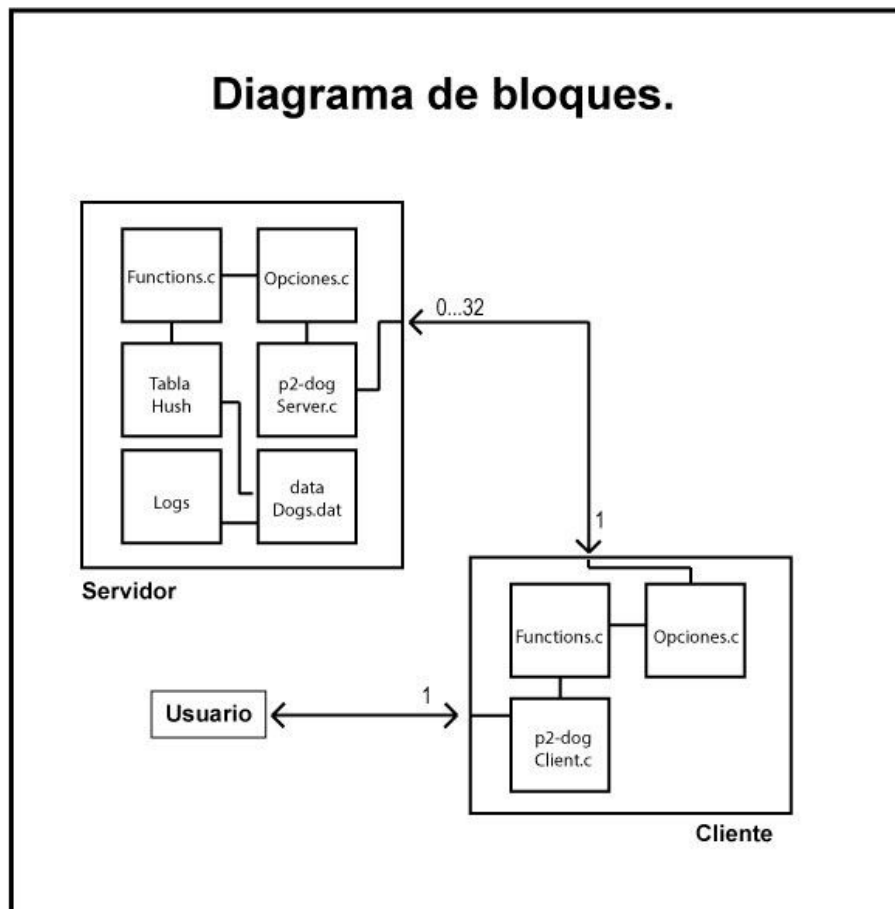 Diagrama de bloques.
Functions.c
Opciones.c
Tabla
Hush
p2-dog
Server.c
Logs
data
Dogs.dat
Servidor
0...32
1
Functions.c
Opciones.c
p2-dog
Client.c
Cliente
Usuario
1